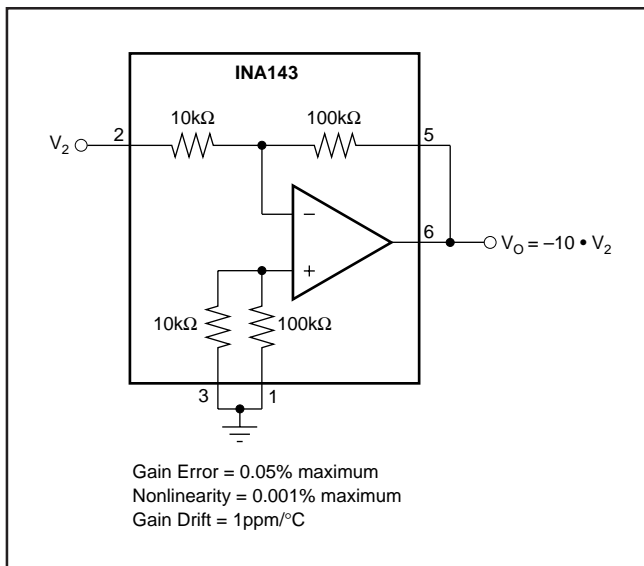 INA143
10kΩ
100kΩ
V2
2
5
−
6
VO = –10 • V2
+
10kΩ
100kΩ
3
1
Gain Error = 0.05% maximum
Nonlinearity = 0.001% maximum
Gain Drift = 1ppm/°C